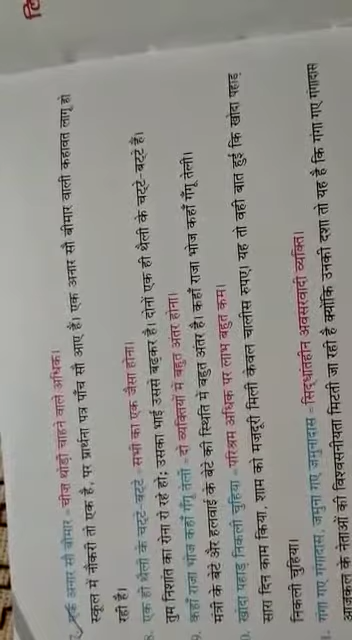 लि
7. एक अनार सौ बीमार – चीज़ थोड़ी चाहने वाले अधिक।
स्कूल में नौकरी तो एक है, पर प्रार्थना पत्र पाँच सौ आए हैं। एक अनार सौ बीमार वाली कहावत लागू हो
रही है।
8. एक ही थैली के चट्टे-बट्टे – सभी का एक जैसा होना।
तुम निशांत का रोना रो रहे हो; उसका भाई उससे बढ़कर है। दोनों एक ही थैली के चट्टे-बट्टे हैं।
9. कहाँ राजा भोज कहाँ गँगू तेली – दो व्यक्तियों में बहुत अंतर होना।
मंत्री के बेटे और हलवाई के बेटे की स्थिति में बहुत अंतर है। कहाँ राजा भोज कहाँ गँगू तेली।
0. खोदा पहाड़ निकली चुहिया – परिश्रम अधिक पर लाभ बहुत कम।
सारा दिन काम किया, शाम को मज़दूरी मिली केवल चालीस रुपए। यह तो वही बात हुई कि खोदा पहाड़
निकली चुहिया।
1. गंगा गए गंगादास, जमुना गए जमुनादास – सिद्धांतहीन अवसरवादी व्यक्ति।
आजकल के नेताओं की विश्वसनीयता मिटती जा रही है क्योंकि उनकी दशा तो यह है कि गंगा गए गंगादास